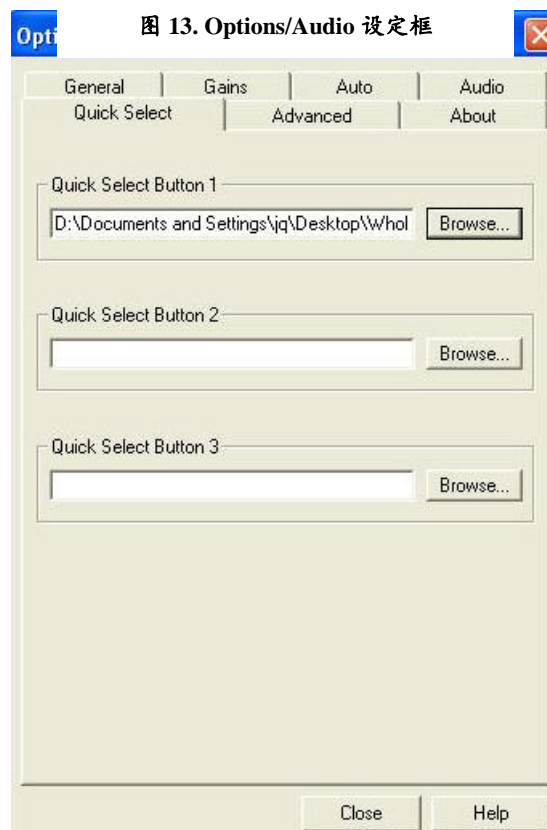 图 13. Options/Audio 设定框
Opti
General Gains Auto Audio
Quick Select Advanced About
Quick Select Button 1
D:\Documents and Settings\jq\Desktop\Whol Browse...
Quick Select Button 2
Browse...
Quick Select Button 3
Browse...
Close Help